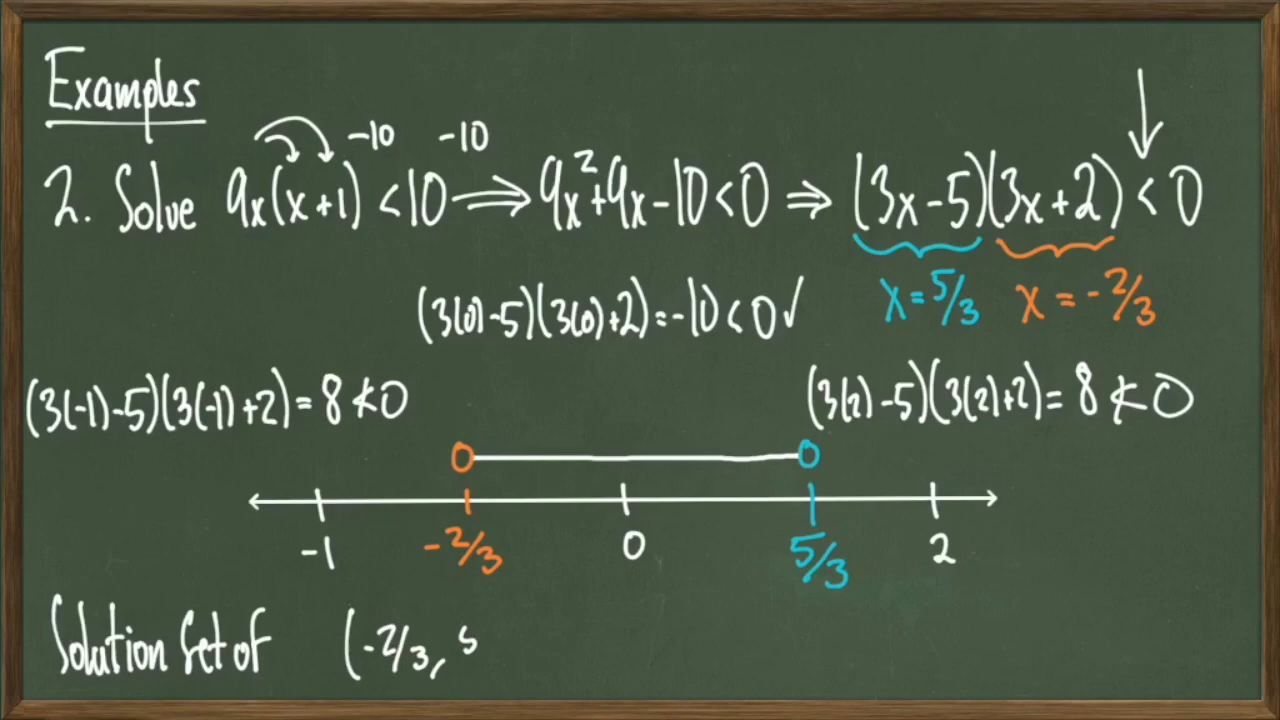 Examples
-10 -10
2. Solve 9x(x+1) < 10 ⟹ 9x²+9x-10<0 ⟹ (3x-5)(3x+2) < 0
x=5/3 x=-2/3
(3(0)-5)(3(0)+2)=-10<0✓
(3(-1)-5)(3(-1)+2)=8≮0 (3(2)-5)(3(2)+2)=8≮0
-1 -2/3 0 5/3 2
Solution Set of (-2/3, 5